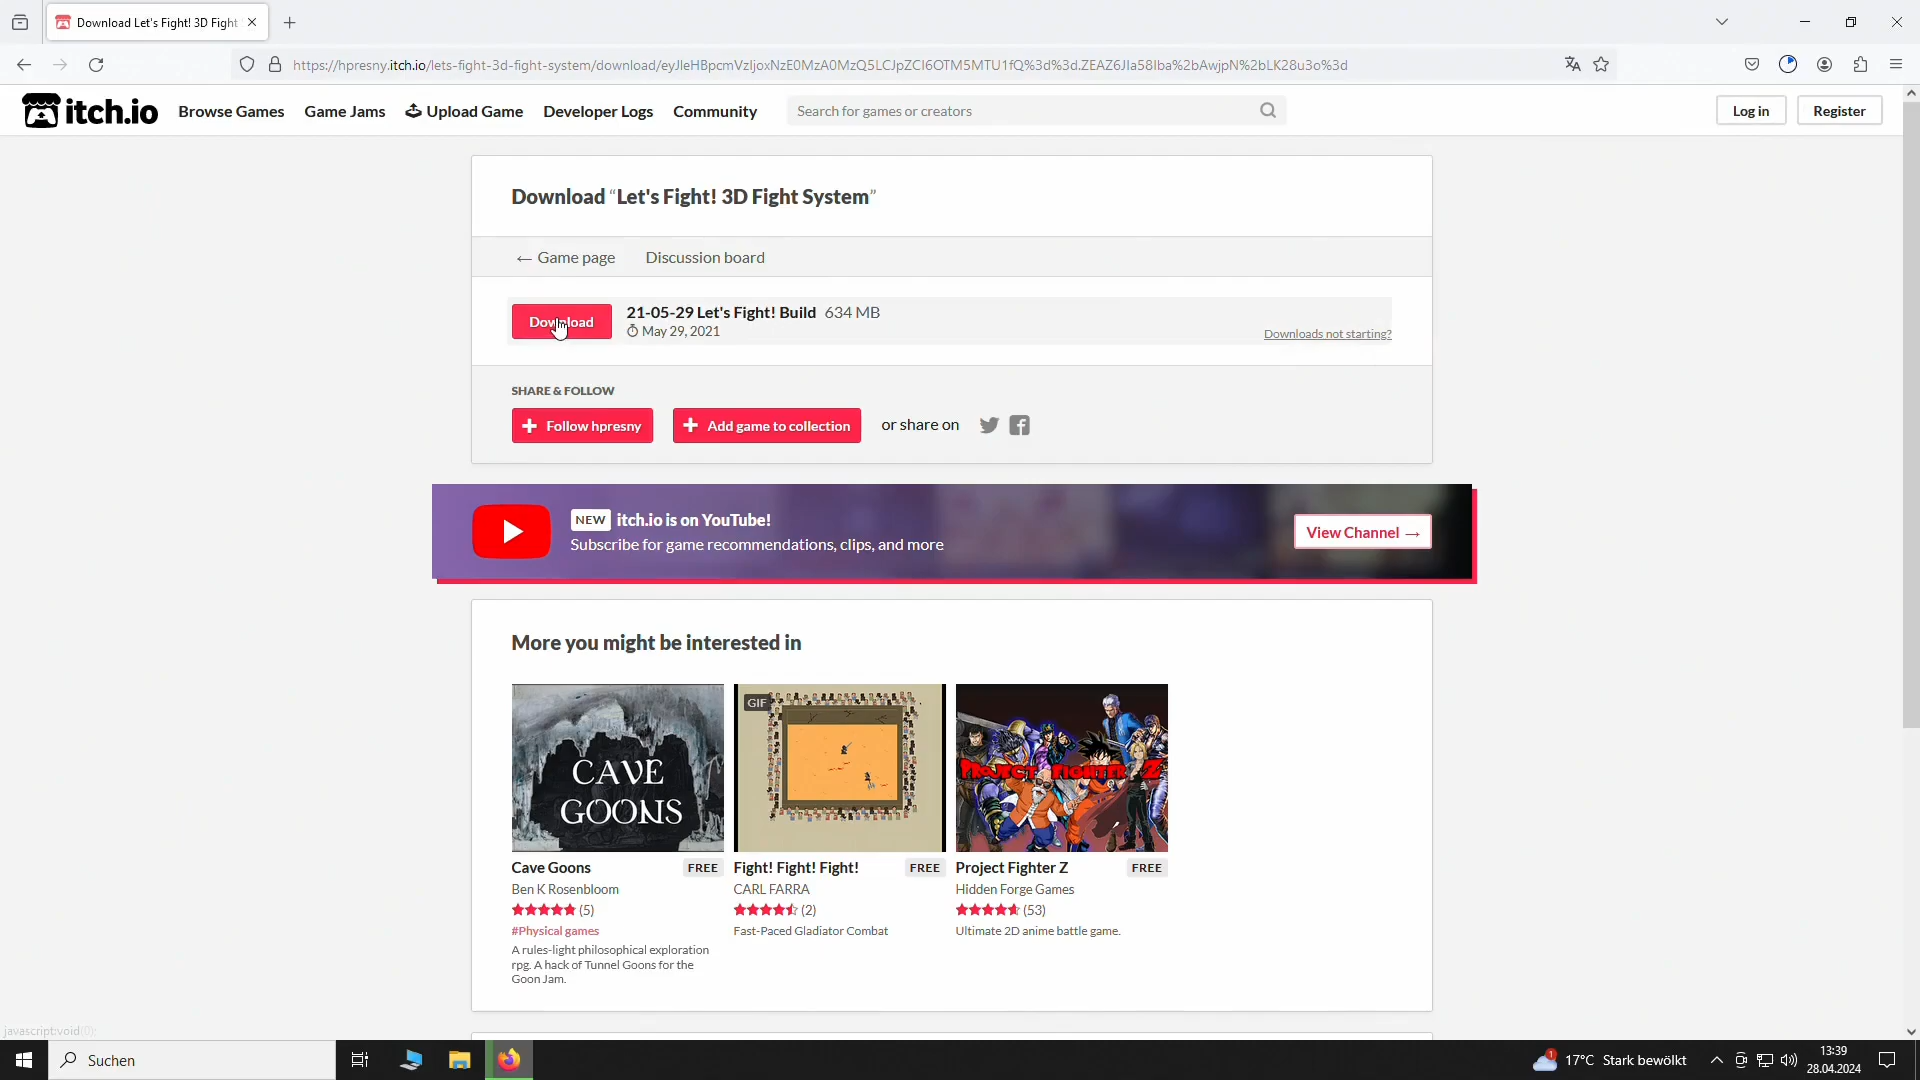 Download Let's Fight! 3D Fight
https://hpresny.itch.io/lets-fight-3d-fight-system/download/eyJleHBpcmVzIjoxNzE0MzA0MzQ5LCJpZCI6OTM5MTU1fQ%3d%3d.ZEAZ6JIa58Iba%2bAwjpN%2bLK28u3o%3d
itch.io
Browse Games
Game Jams
Upload Game
Developer Logs
Community
Search for games or creators
Log in
Register
Download “Let's Fight! 3D Fight System”
← Game page
Discussion board
Download
21-05-29 Let's Fight! Build 634 MB
May 29, 2021
Downloads not starting?
SHARE & FOLLOW
Follow hpresny
Add game to collection
or share on
NEW itch.io is on YouTube!
Subscribe for game recommendations, clips, and more
View Channel →
More you might be interested in
CAVE
GOONS
GIF
PROJECT FIGHTER Z
Cave Goons FREE
Ben K Rosenbloom
(5)
#Physical games
A rules-light philosophical exploration
rpg. A hack of Tunnel Goons for the
Goon Jam.
Fight! Fight! Fight! FREE
CARL FARRA
(2)
Fast-Paced Gladiator Combat
Project Fighter Z FREE
Hidden Forge Games
(53)
Ultimate 2D anime battle game.
javascript:void(0);
Suchen
1
17°C Stark bewölkt
13:39
28.04.2024